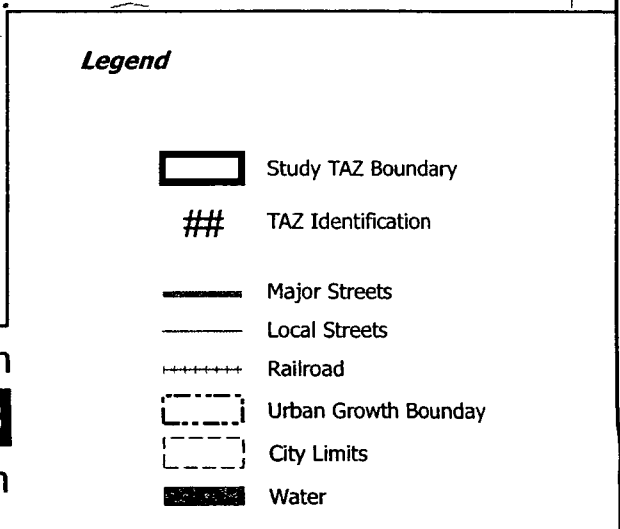 Legend
Study TAZ Boundary
## TAZ Identification
Major Streets
Local Streets
Railroad
Urban Growth Bounday
City Limits
Water